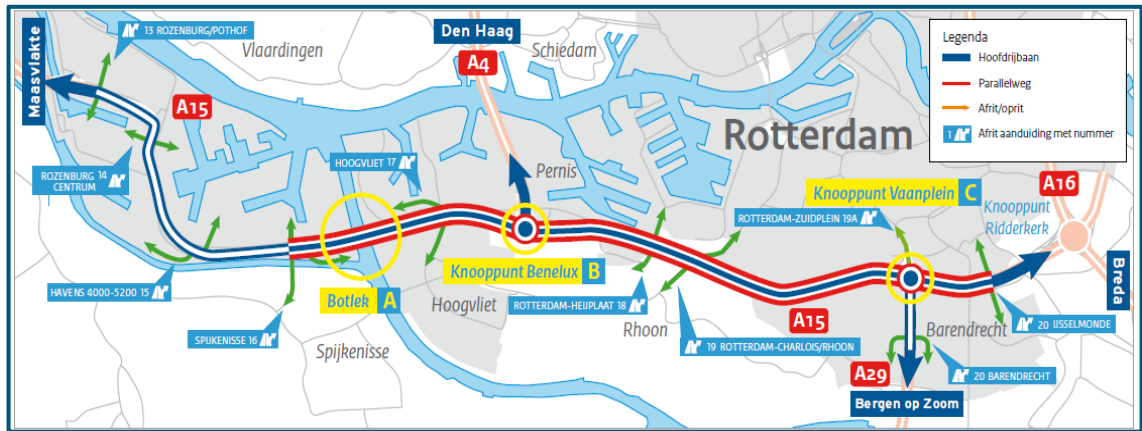 13 ROZENBURG/POTHOF
Vlaardingen
Den Haag
Schiedam
Maasvlakte
A15
A4
Legenda
Hoofdrijbaan
Parallelweg
Afrit/oprit
1 Afrit aanduiding met nummer
Rotterdam
HOOGVLIET 17
Pernis
ROZENBURG 14
CENTRUM
Knooppunt Vaanplein C
A16
ROTTERDAM-ZUIDPLEIN 19A
Knooppunt
Ridderkerk
Breda
Knooppunt Benelux B
HAVENS 4000-5200 15
Botlek A
Hoogvliet
ROTTERDAM-HEIJPLAAT 18
A15
Rhoon
Barendrecht
20 IJSSELMONDE
SPIJKENISSE 16
Spijkenisse
19 ROTTERDAM-CHARLOIS/RHOON
A29
20 BARENDRECHT
Bergen op Zoom